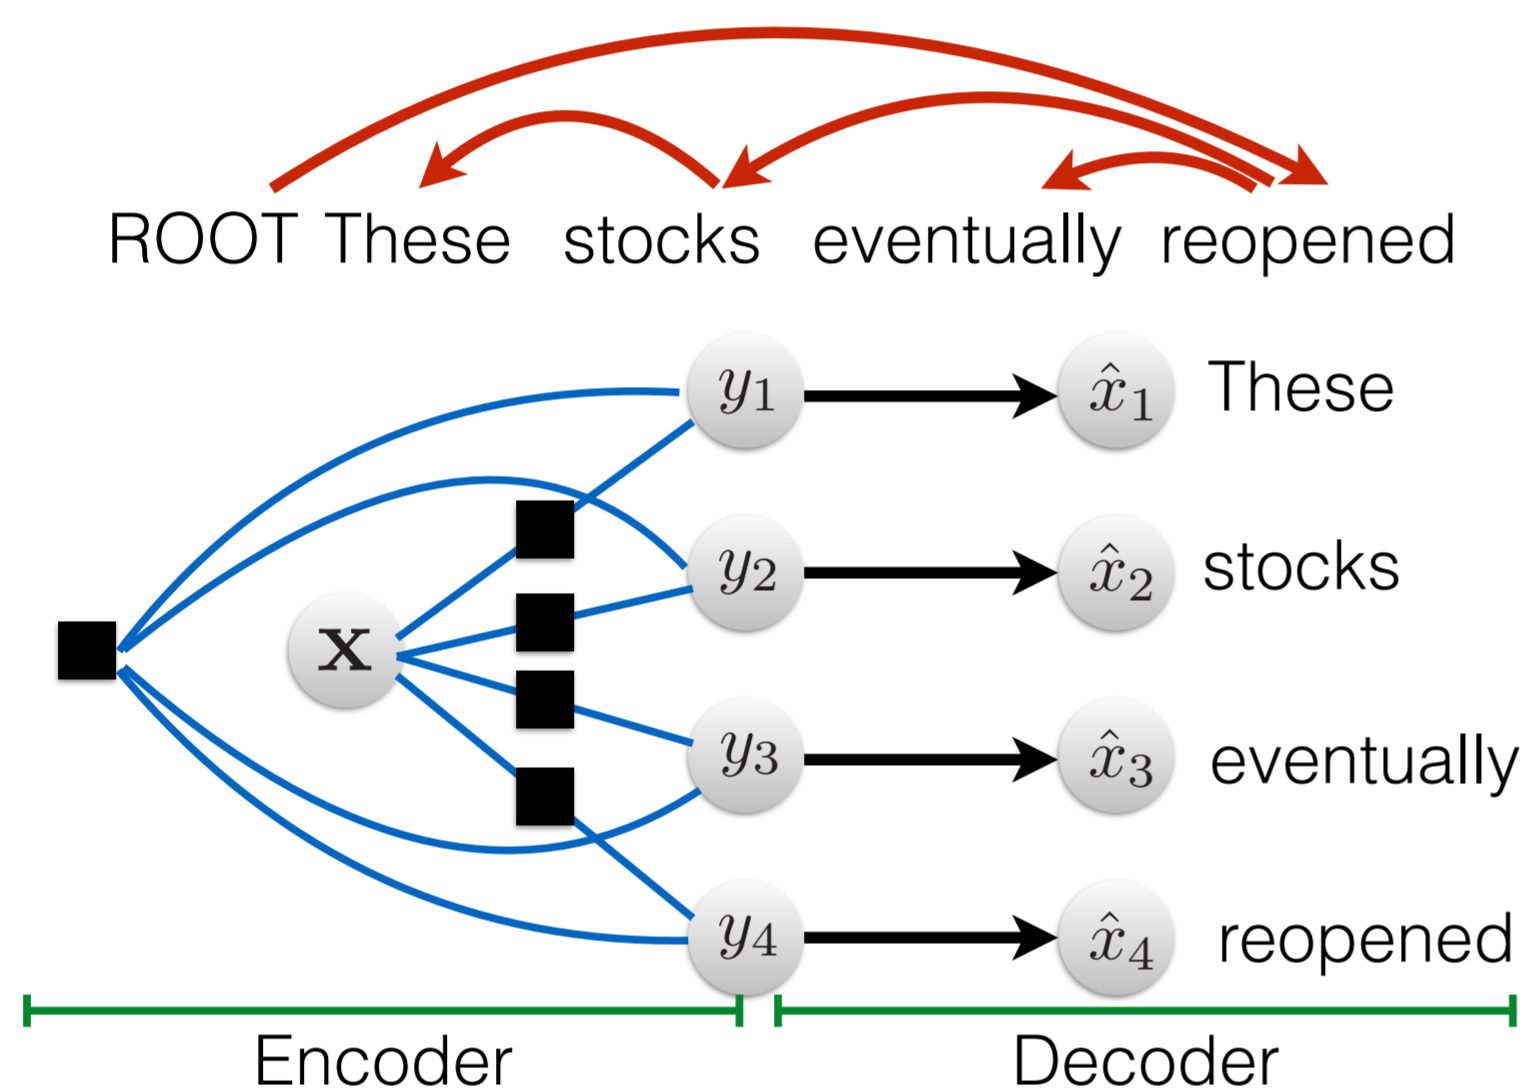 ROOT These stocks eventually reopened
y₁ x̂₁ These
y₂ x̂₂ stocks
x
y₃ x̂₃ eventually
y₄ x̂₄ reopened
Encoder Decoder